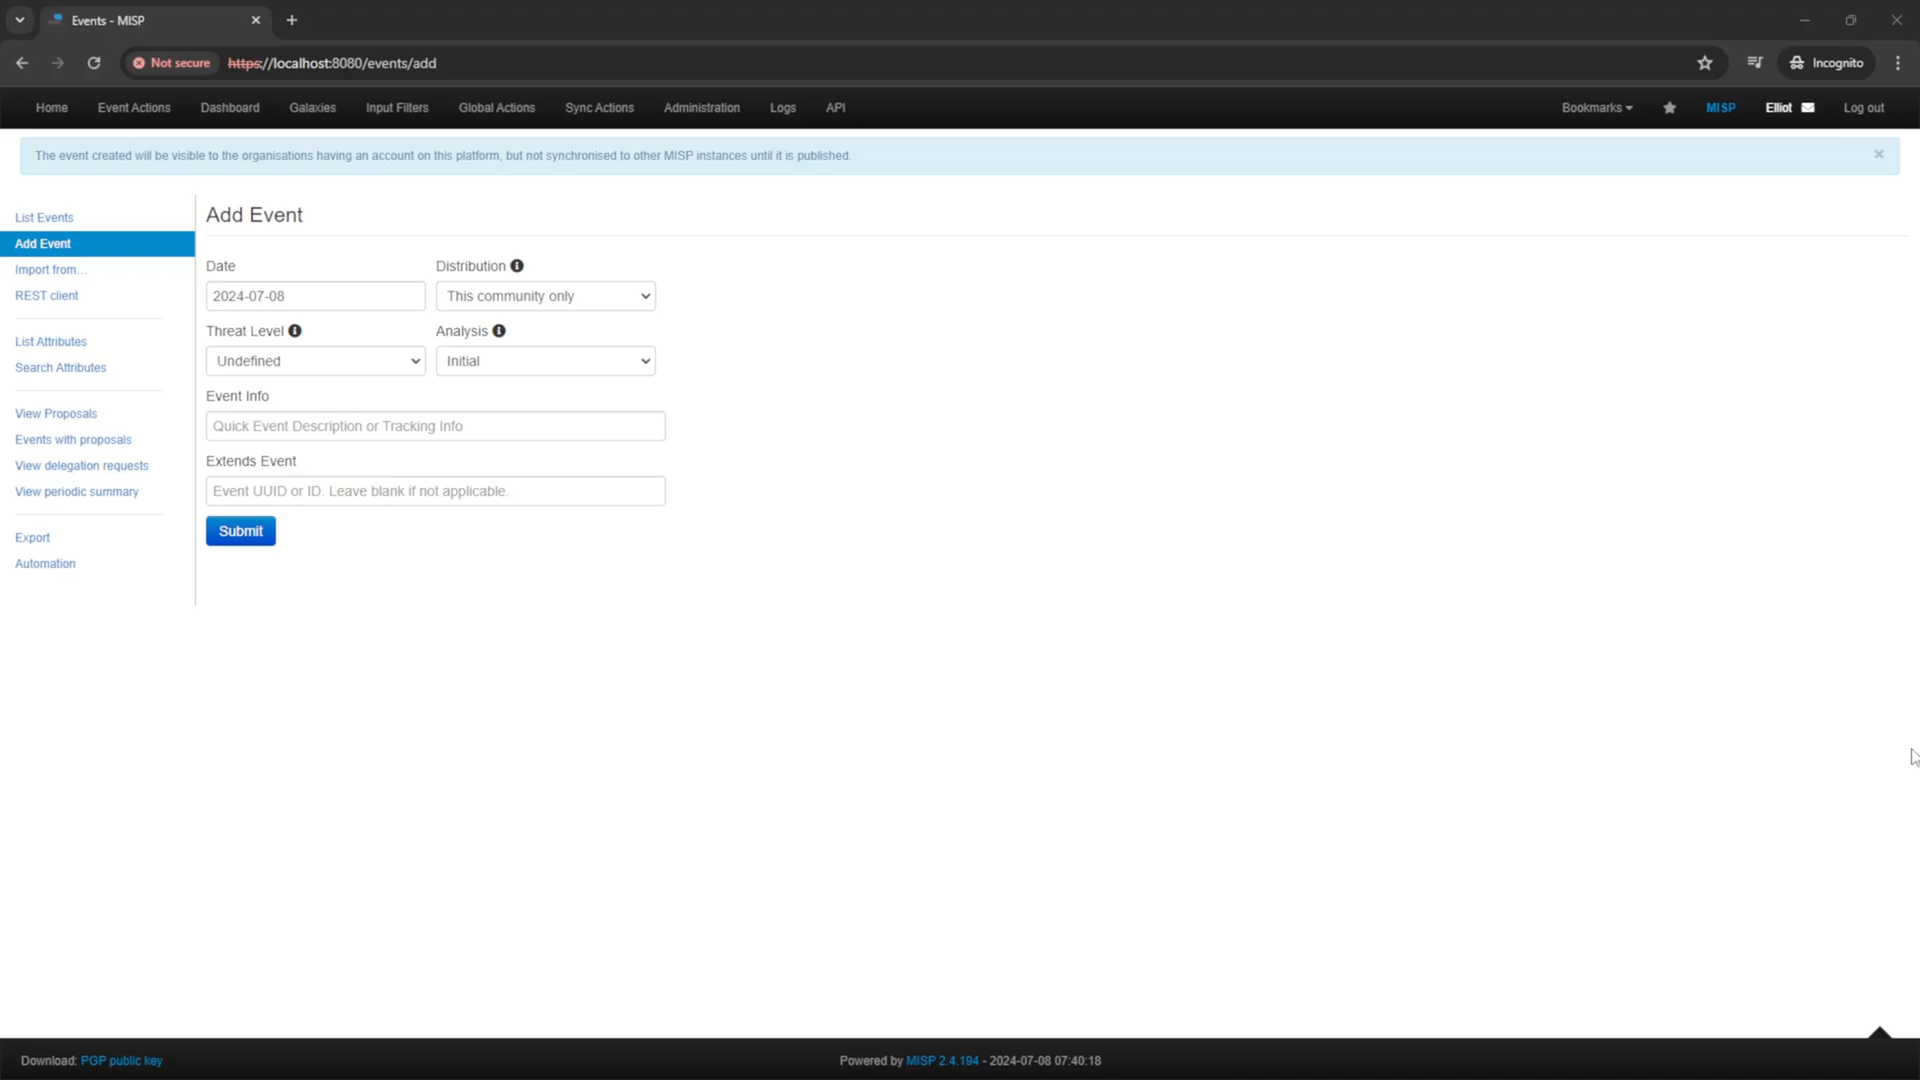 Events - MISP
Not secure https://localhost:8080/events/add Incognito
Home Event Actions Dashboard Galaxies Input Filters Global Actions Sync Actions Administration Logs API Bookmarks MISP Elliot Log out
The event created will be visible to the organisations having an account on this platform, but not synchronised to other MISP instances until it is published.
List Events
Add Event
Import from…
REST client
List Attributes
Search Attributes
View Proposals
Events with proposals
View delegation requests
View periodic summary
Export
Automation
Add Event
Date Distribution
2024-07-08 This community only
Threat Level Analysis
Undefined Initial
Event Info
Quick Event Description or Tracking Info
Extends Event
Event UUID or ID. Leave blank if not applicable.
Submit
Download: PGP public key Powered by MISP 2.4.194 - 2024-07-08 07:40:18